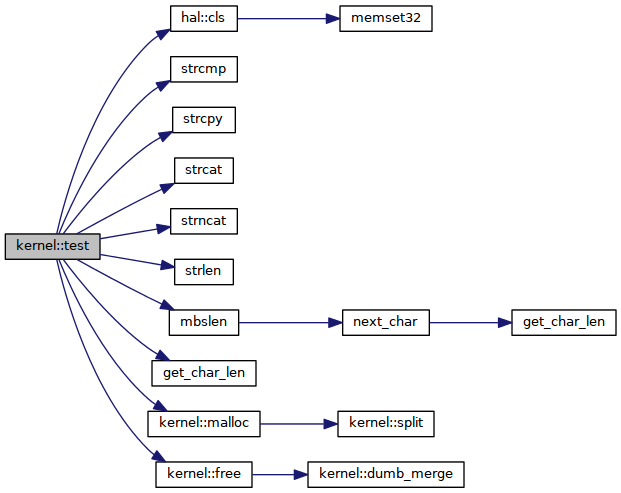 hal::cls
memset32
strcmp
strcpy
strcat
strncat
kernel::test
strlen
mbslen
next_char
get_char_len
get_char_len
kernel::malloc
kernel::split
kernel::free
kernel::dumb_merge